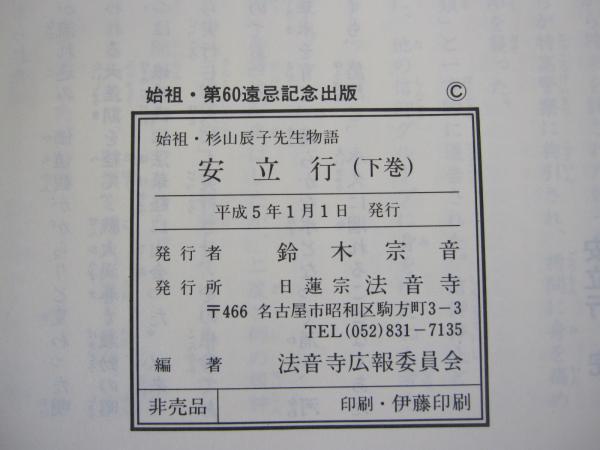 始祖・第60遠忌記念出版 ©
始祖・杉山辰子先生物語
安立行（下巻）
平成5年1月1日 発行
発行者 鈴木宗音
発行所 日蓮宗 法音寺
〒466 名古屋市昭和区駒方町3−3
TEL(052)831−7135
編著 法音寺広報委員会
非売品 印刷・伊藤印刷